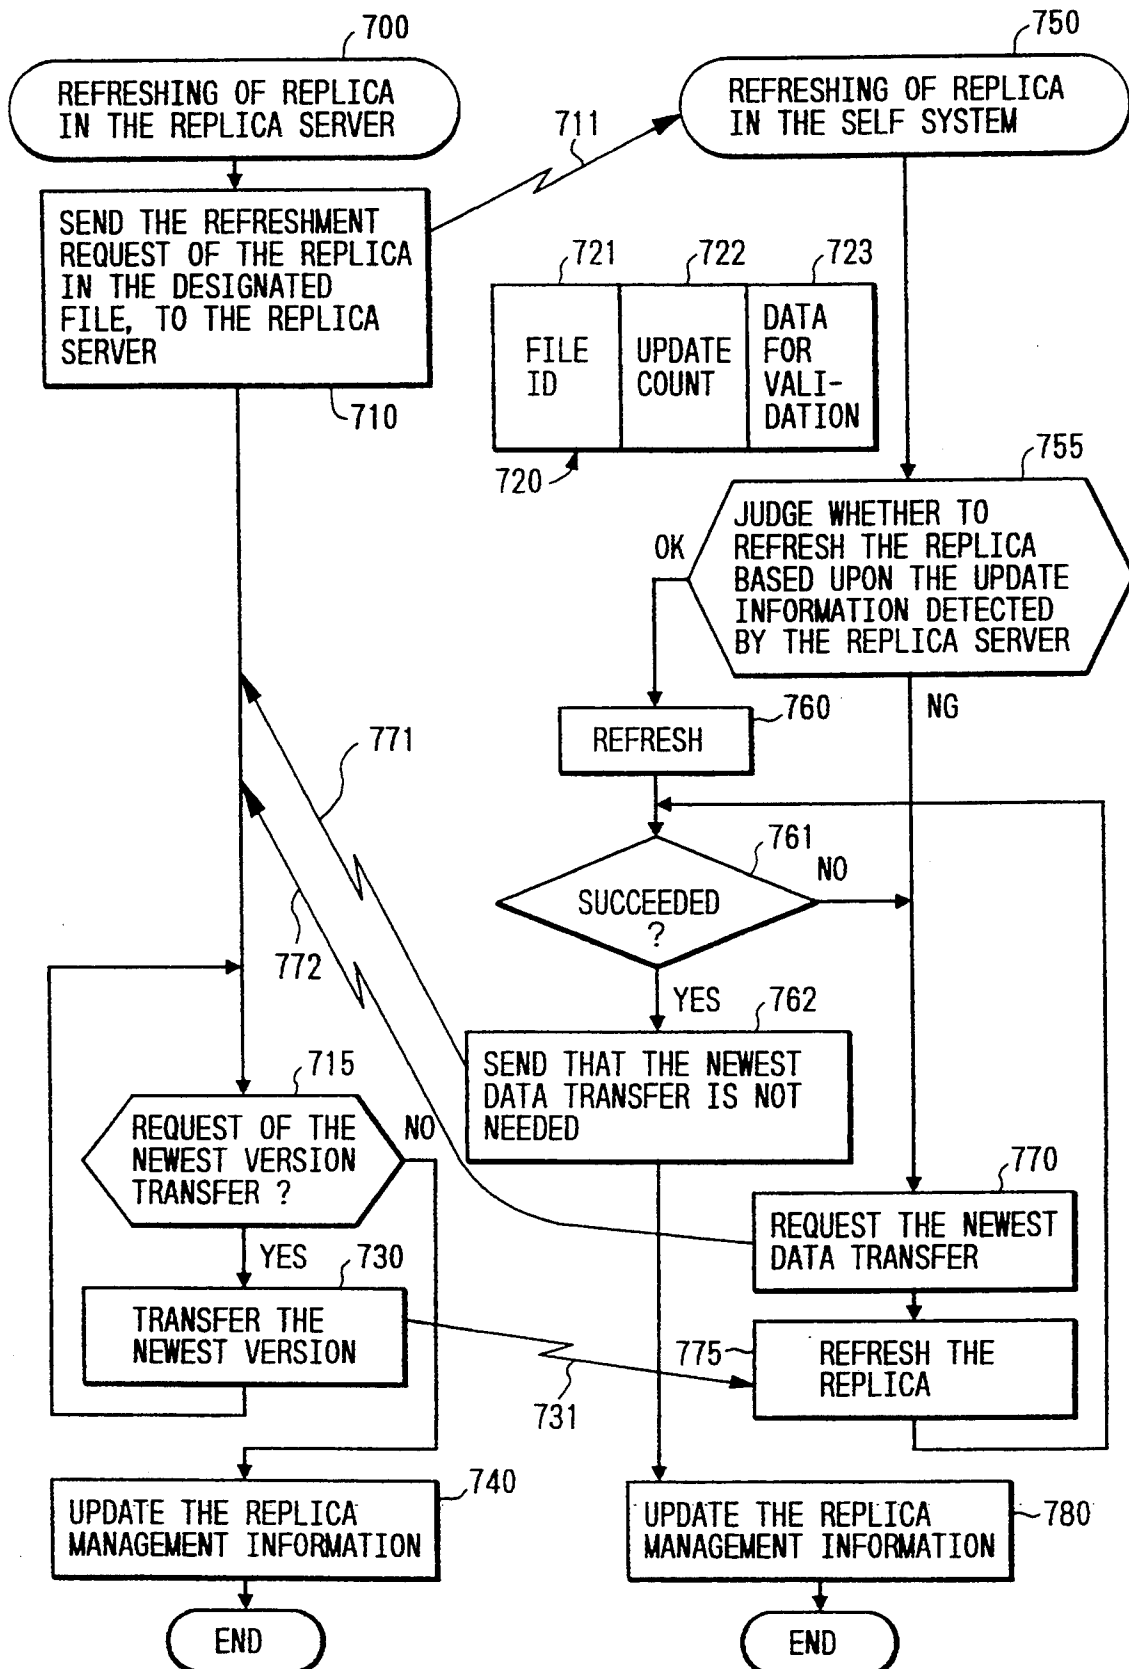 700
REFRESHING OF REPLICA
IN THE REPLICA SERVER
750
REFRESHING OF REPLICA
IN THE SELF SYSTEM
711
SEND THE REFRESHMENT
REQUEST OF THE REPLICA
IN THE DESIGNATED
FILE, TO THE REPLICA
SERVER
710
721
722
723
FILE
ID
UPDATE
COUNT
DATA
FOR
VALI-
DATION
720
755
JUDGE WHETHER TO
REFRESH THE REPLICA
BASED UPON THE UPDATE
INFORMATION DETECTED
BY THE REPLICA SERVER
OK
NG
760
REFRESH
771
761
SUCCEEDED
?
NO
772
YES
762
SEND THAT THE NEWEST
DATA TRANSFER IS NOT
NEEDED
715
REQUEST OF THE
NEWEST VERSION
TRANSFER ?
NO
YES
770
REQUEST THE NEWEST
DATA TRANSFER
730
TRANSFER THE
NEWEST VERSION
731
775
REFRESH THE
REPLICA
740
UPDATE THE REPLICA
MANAGEMENT INFORMATION
END
780
UPDATE THE REPLICA
MANAGEMENT INFORMATION
END